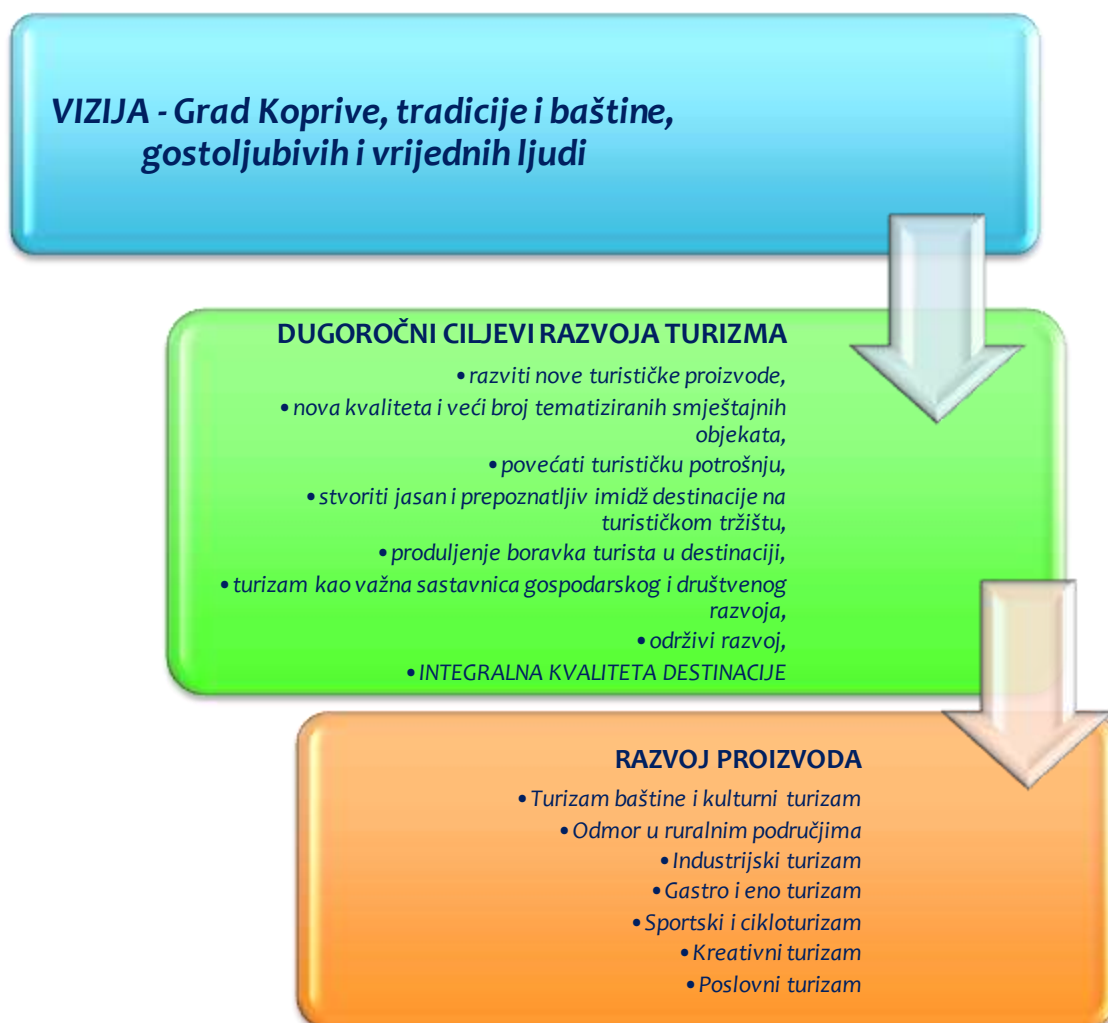 VIZIJA - Grad Koprive, tradicije i baštine,
gostoljubivih i vrijednih ljudi
DUGOROČNI CILJEVI RAZVOJA TURIZMA
•razviti nove turističke proizvode,
•nova kvaliteta i veći broj tematiziranih smještajnih
objekata,
•povećati turističku potrošnju,
•stvoriti jasan i prepoznatljiv imidž destinacije na
turističkom tržištu,
•produljenje boravka turista u destinaciji,
•turizam kao važna sastavnica gospodarskog i društvenog
razvoja,
•održivi razvoj,
•INTEGRALNA KVALITETA DESTINACIJE
RAZVOJ PROIZVODA
•Turizam baštine i kulturni turizam
•Odmor u ruralnim područjima
•Industrijski turizam
•Gastro i eno turizam
•Sportski i cikloturizam
•Kreativni turizam
•Poslovni turizam